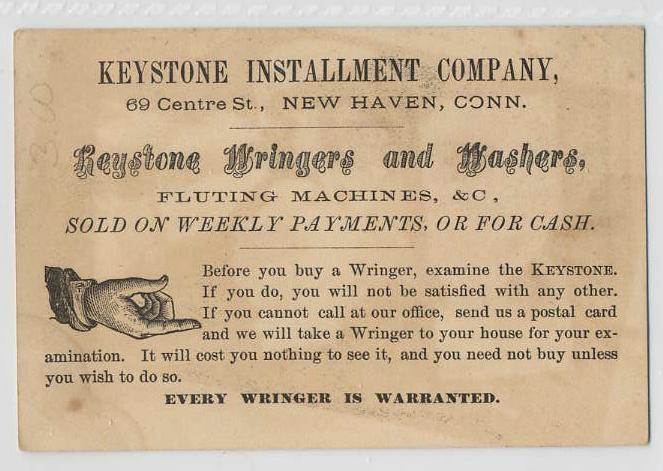 KEYSTONE INSTALLMENT COMPANY,
69 Centre St., NEW HAVEN, CONN.
Keystone Wringers and Washers,
FLUTING MACHINES, &C,
SOLD ON WEEKLY PAYMENTS, OR FOR CASH.
Before you buy a Wringer, examine the KEYSTONE.
If you do, you will not be satisfied with any other.
If you cannot call at our office, send us a postal card
and we will take a Wringer to your house for your ex-
amination. It will cost you nothing to see it, and you need not buy unless
you wish to do so.
EVERY WRINGER IS WARRANTED.
3.00